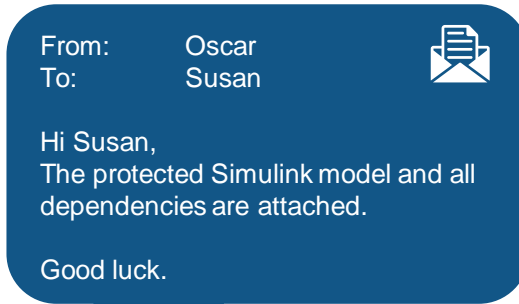 From: Oscar
To: Susan
Hi Susan,
The protected Simulink model and all
dependencies are attached.
Good luck.